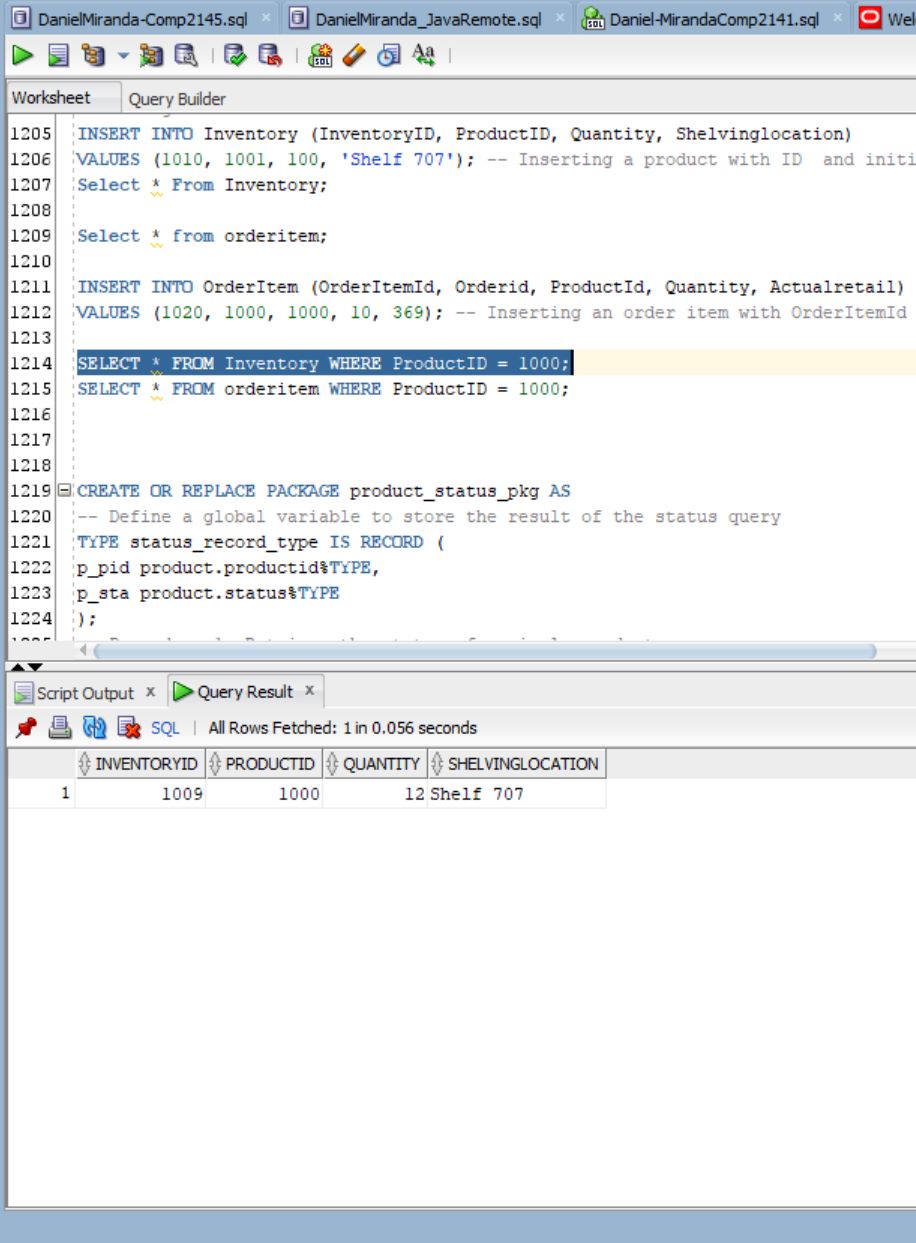 DanielMiranda-Comp2145.sql × DanielMiranda_JavaRemote.sql × Daniel-MirandaComp2141.sql × Wel
Worksheet Query Builder
1205 INSERT INTO Inventory (InventoryID, ProductID, Quantity, Shelvinglocation)
1206 VALUES (1010, 1001, 100, 'Shelf 707'); -- Inserting a product with ID  and initi
1207 Select * From Inventory;
1208
1209 Select * from orderitem;
1210
1211 INSERT INTO OrderItem (OrderItemId, Orderid, ProductId, Quantity, Actualretail)
1212 VALUES (1020, 1000, 1000, 10, 369); -- Inserting an order item with OrderItemId
1213
1214 SELECT * FROM Inventory WHERE ProductID = 1000;
1215 SELECT * FROM orderitem WHERE ProductID = 1000;
1216
1217
1218
1219 CREATE OR REPLACE PACKAGE product_status_pkg AS
1220 -- Define a global variable to store the result of the status query
1221 TYPE status_record_type IS RECORD (
1222 p_pid product.productid%TYPE,
1223 p_sta product.status%TYPE
1224 );
Script Output × Query Result ×
SQL | All Rows Fetched: 1 in 0.056 seconds
INVENTORYID PRODUCTID QUANTITY SHELVINGLOCATION
1 1009 1000 12 Shelf 707